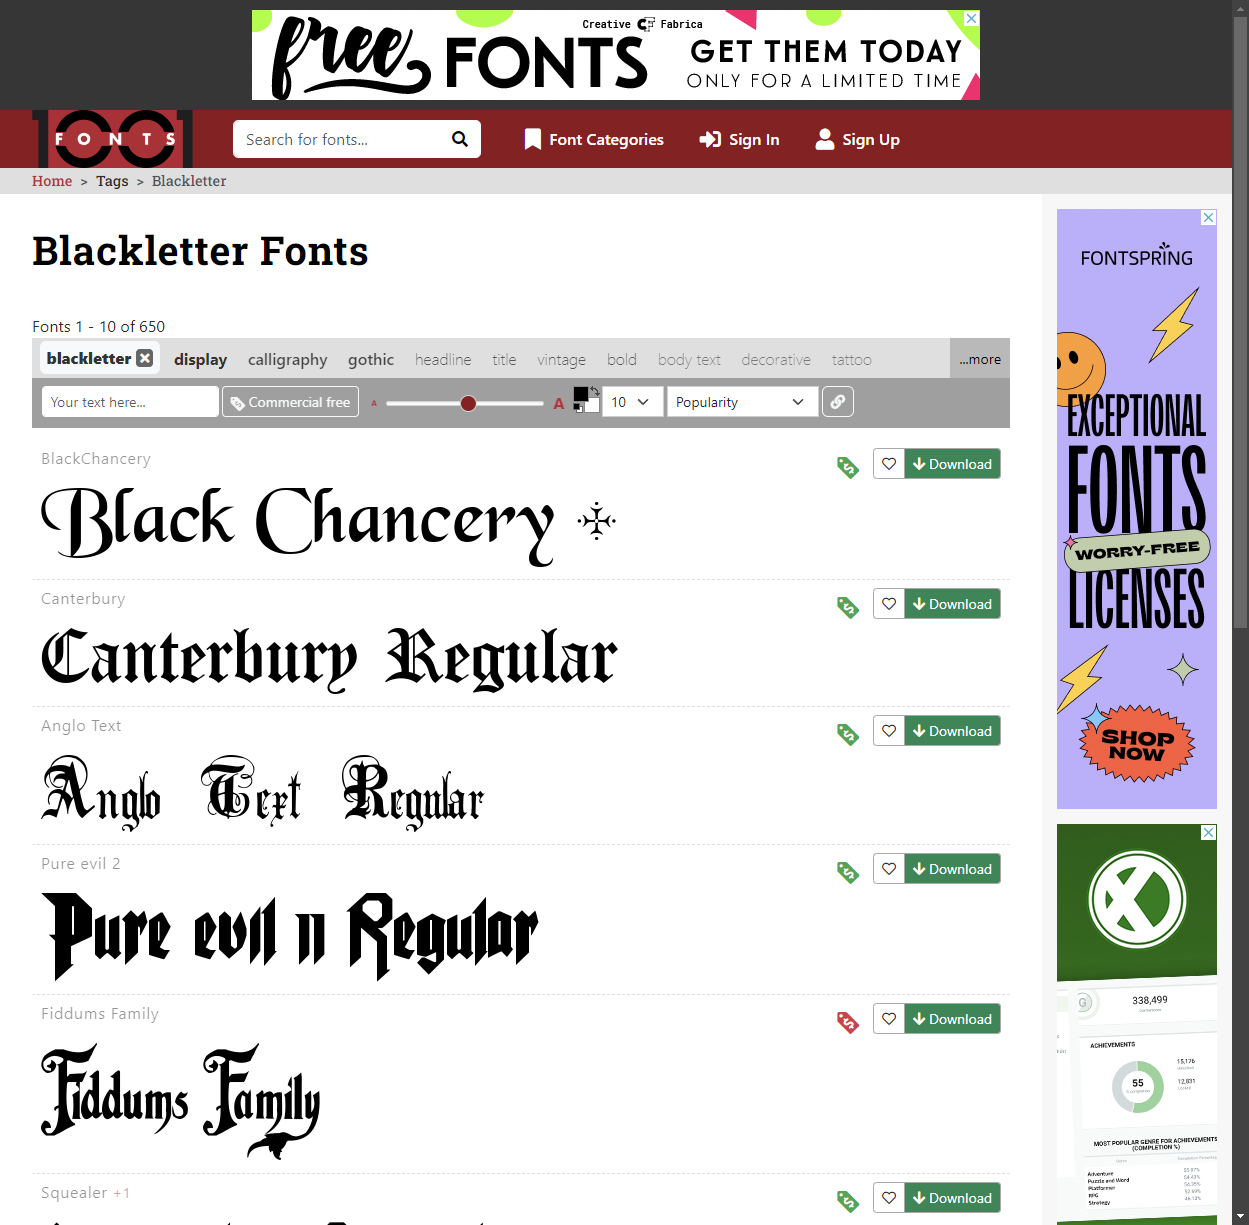 Creative Fabrica
free FONTS
GET THEM TODAY
ONLY FOR A LIMITED TIME
1001 FONTS
Search for fonts...
Font Categories
Sign In
Sign Up
Home > Tags > Blackletter
Blackletter Fonts
Fonts 1 - 10 of 650
blackletter display calligraphy gothic headline title vintage bold body text decorative tattoo ...more
Your text here... Commercial free A A 10 Popularity
BlackChancery
Download
Black Chancery
Canterbury
Download
Canterbury Regular
Anglo Text
Download
Anglo Text Regular
Pure evil 2
Download
Pure evil II Regular
Fiddums Family
Download
Fiddums Family
Squealer +1
Download
FONTSPRING
EXCEPTIONAL
FONTS
WORRY-FREE
LICENSES
SHOP
NOW
G
338,499
ACHIEVEMENTS
15,176
55
12,831
MOST POPULAR GENRE FOR ACHIEVEMENTS
(COMPLETION %)
Adventure
Puzzle and Word
Platformer
RPG
Strategy